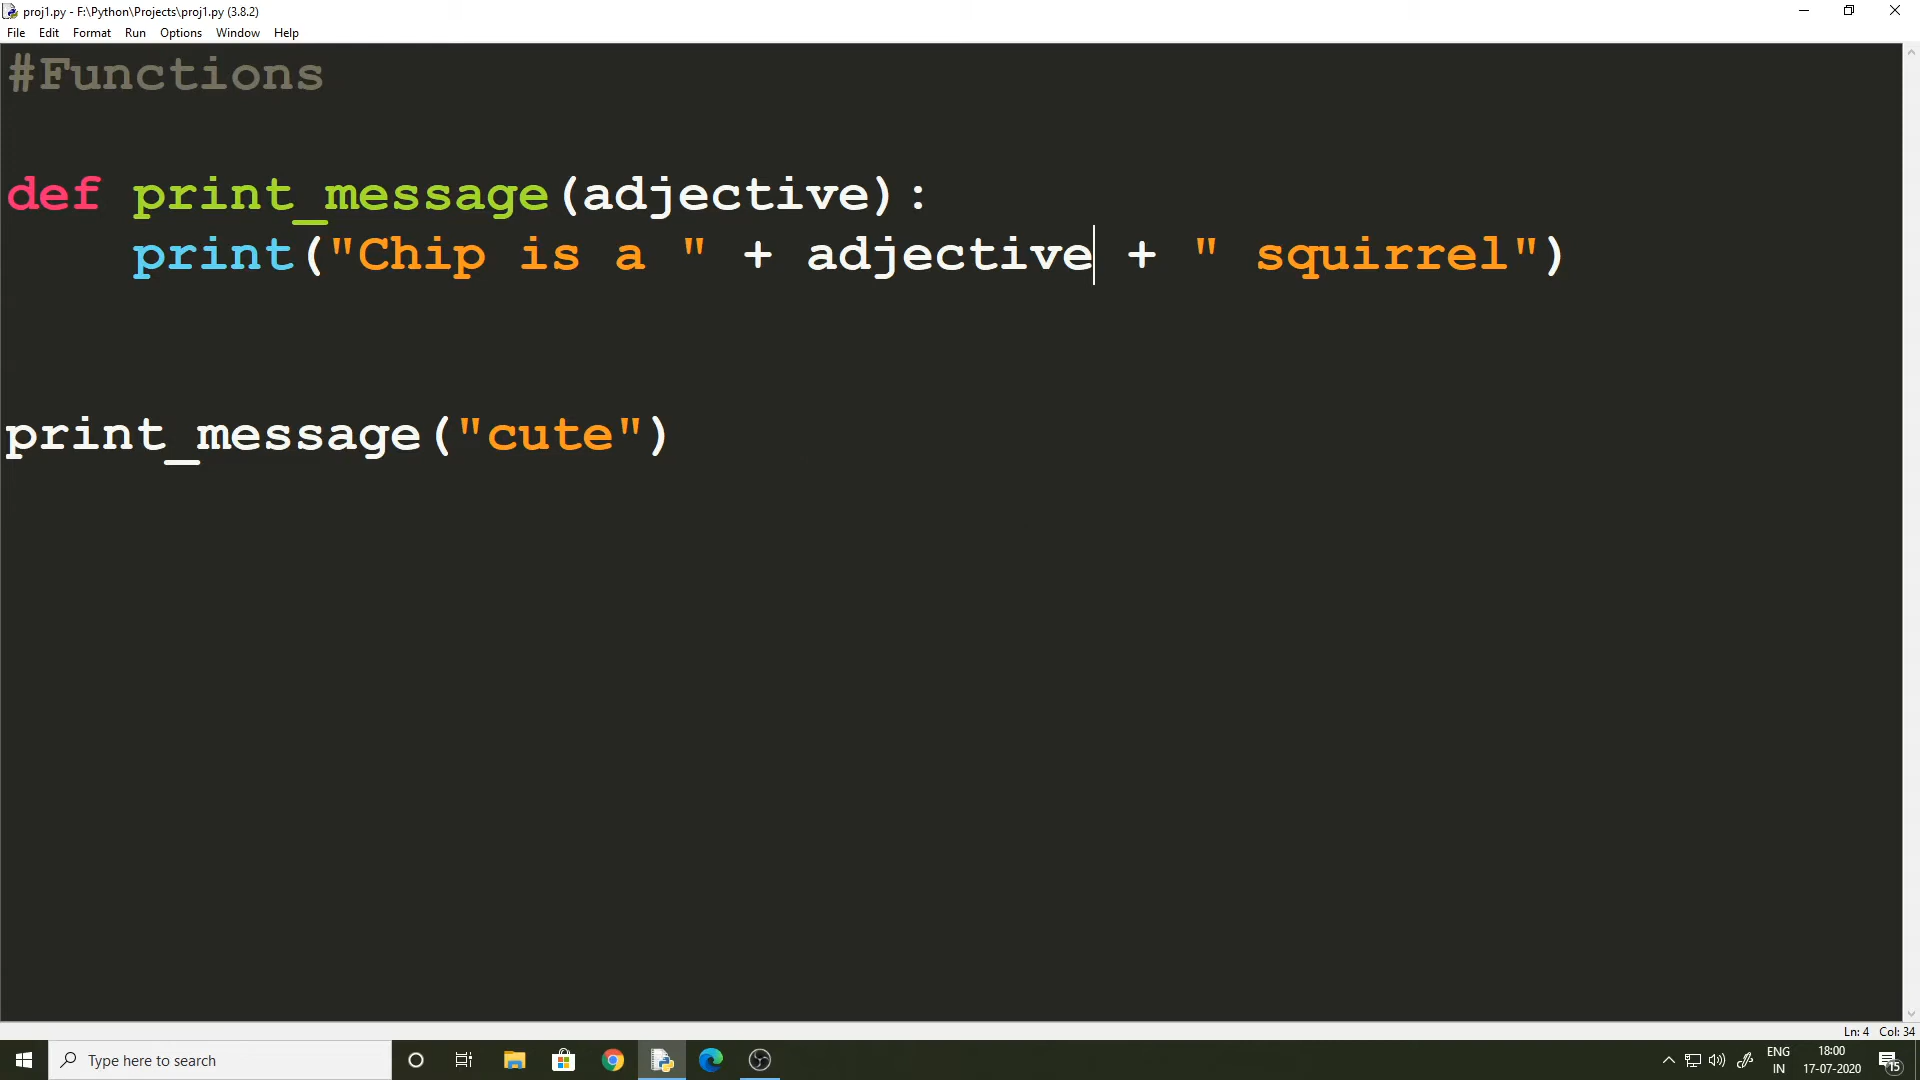 proj1.py - F:\Python\Projects\proj1.py (3.8.2)
File Edit Format Run Options Window Help
#Functions
def print_message(adjective):
    print("Chip is a " + adjective + " squirrel")
print_message("cute")
Ln: 4 Col: 34
Type here to search
ENG
IN
18:00
17-07-2020
15